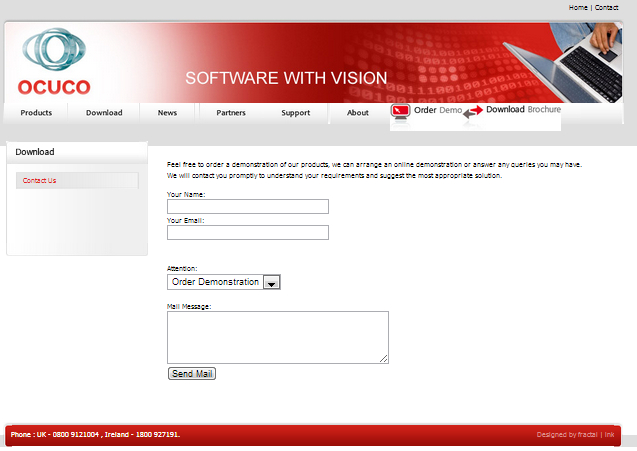 Home | Contact
OCUCO
SOFTWARE WITH VISION
Products Download News Partners Support About Order Demo Download Brochure
Download
Contact Us
Feel free to order a demonstration of our products, we can arrange an online demonstration or answer any queries you may have.
We will contact you promptly to understand your requirements and suggest the most appropriate solution.
Your Name:
Your Email:
Attention:
Order Demonstration
Mail Message:
Send Mail
Phone : UK - 0800 9121004 , Ireland - 1800 927191.
Designed by fractal | ink